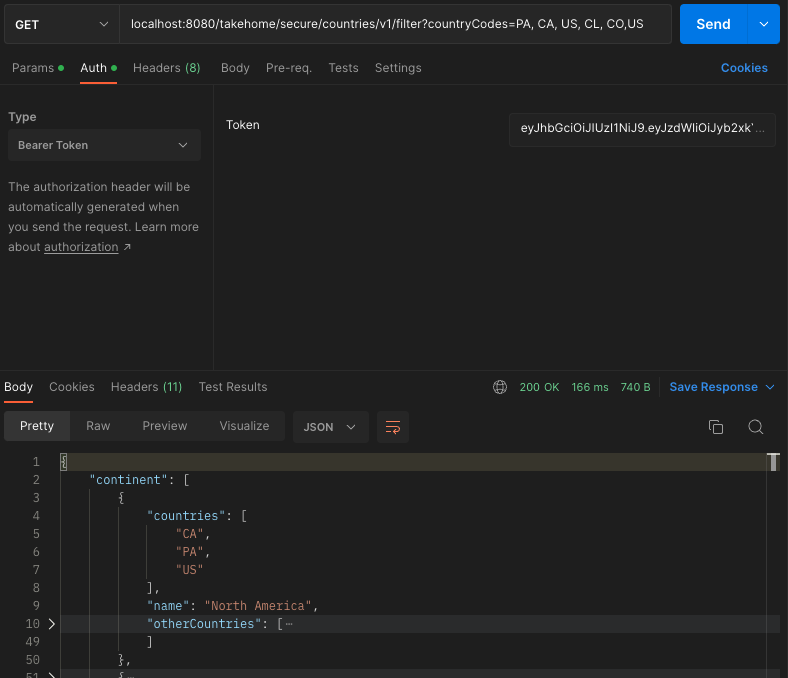 GET localhost:8080/takehome/secure/countries/v1/filter?countryCodes=PA, CA, US, CL, CO,US Send
Params Auth Headers (8) Body Pre-req. Tests Settings Cookies
Type
Bearer Token
The authorization header will be
automatically generated when
you send the request. Learn more
about authorization ↗
Token eyJhbGciOiJIUzI1NiJ9.eyJzdWIiOiJyb2xk`...
Body Cookies Headers (11) Test Results 200 OK 166 ms 740 B Save Response
Pretty Raw Preview Visualize JSON
1 {
2 "continent": [
3 {
4 "countries": [
5 "CA",
6 "PA",
7 "US"
8 ],
9 "name": "North America",
10 "otherCountries": [⋯
49 ]
50 },
51 {⋯